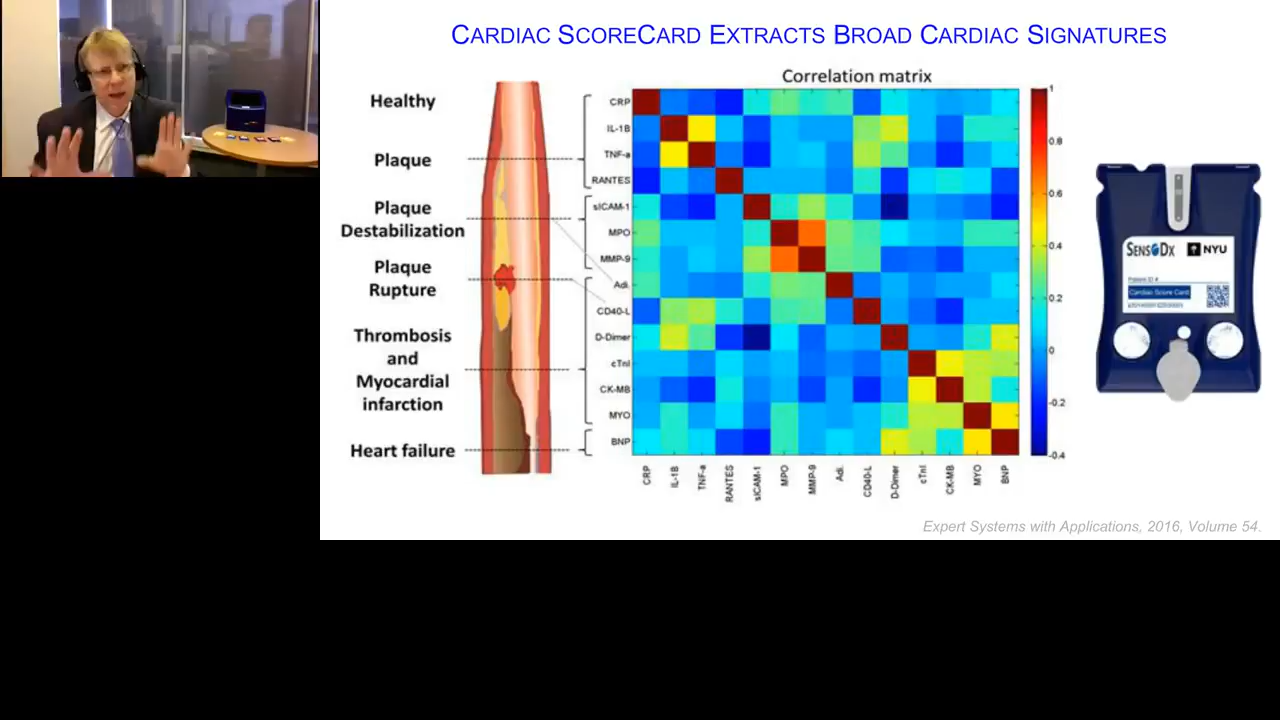 CARDIAC SCORECARD EXTRACTS BROAD CARDIAC SIGNATURES
Correlation matrix
Healthy
Plaque
Plaque
Destabilization
Plaque
Rupture
Thrombosis
and
Myocardial
infarction
Heart failure
CRP
IL-1B
TNF-a
RANTES
sICAM-1
MPO
MMP-9
Adi.
CD40-L
D-Dimer
cTnI
CK-MB
MYO
BNP
CRP
IL-1B
TNF-a
RANTES
sICAM-1
MPO
MMP-9
Adi.
CD40-L
D-Dimer
cTnI
CK-MB
MYO
BNP
1
0.8
0.6
0.4
0.2
0
-0.2
-0.4
SENSODX NYU
Patient ID #
Cardiac Score Card
Expert Systems with Applications, 2016, Volume 54.